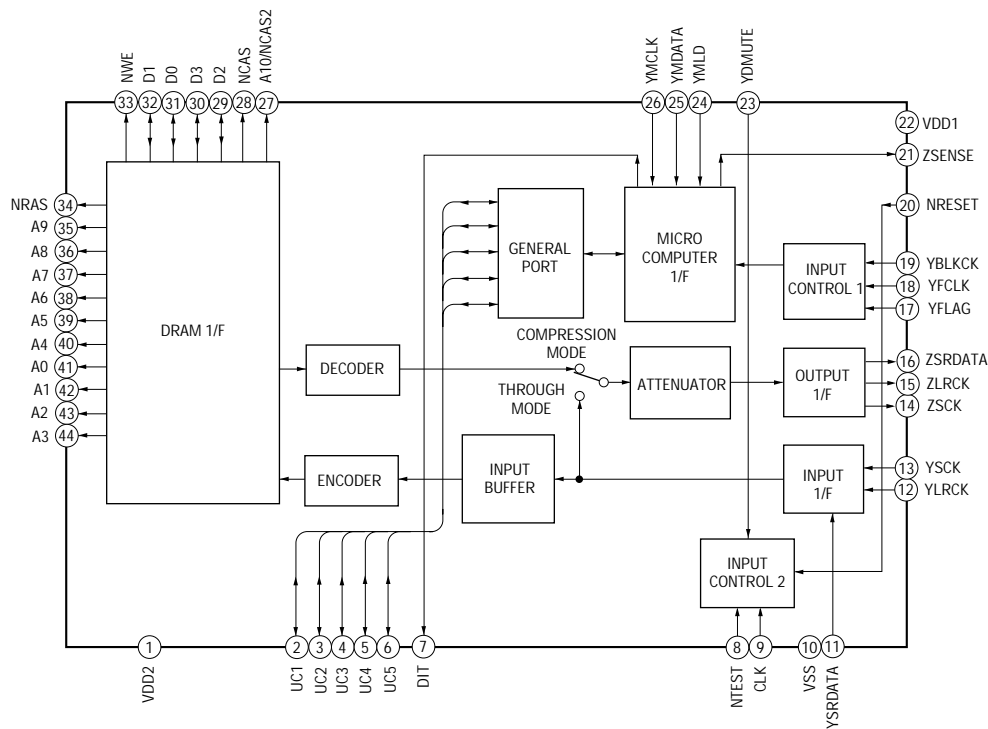 NWE
D1
D0
D3
D2
NCAS
A10/NCAS2
YMCLK
YMDATA
YMLD
YDMUTE
33
32
31
30
29
28
27
26
25
24
23
22 VDD1
21 ZSENSE
20 NRESET
19 YBLKCK
18 YFCLK
17 YFLAG
16 ZSRDATA
15 ZLRCK
14 ZSCK
13 YSCK
12 YLRCK
NRAS 34
A9 35
A8 36
A7 37
A6 38
A5 39
A4 40
A0 41
A1 42
A2 43
A3 44
DRAM 1/F
GENERAL
PORT
MICRO
COMPUTER
1/F
INPUT
CONTROL 1
COMPRESSION
MODE
THROUGH
MODE
DECODER
ATTENUATOR
OUTPUT
1/F
ENCODER
INPUT
BUFFER
INPUT
1/F
INPUT
CONTROL 2
1
2
3
4
5
6
7
8
9
10
11
VDD2
UC1
UC2
UC3
UC4
UC5
DIT
NTEST
CLK
VSS
YSRDATA